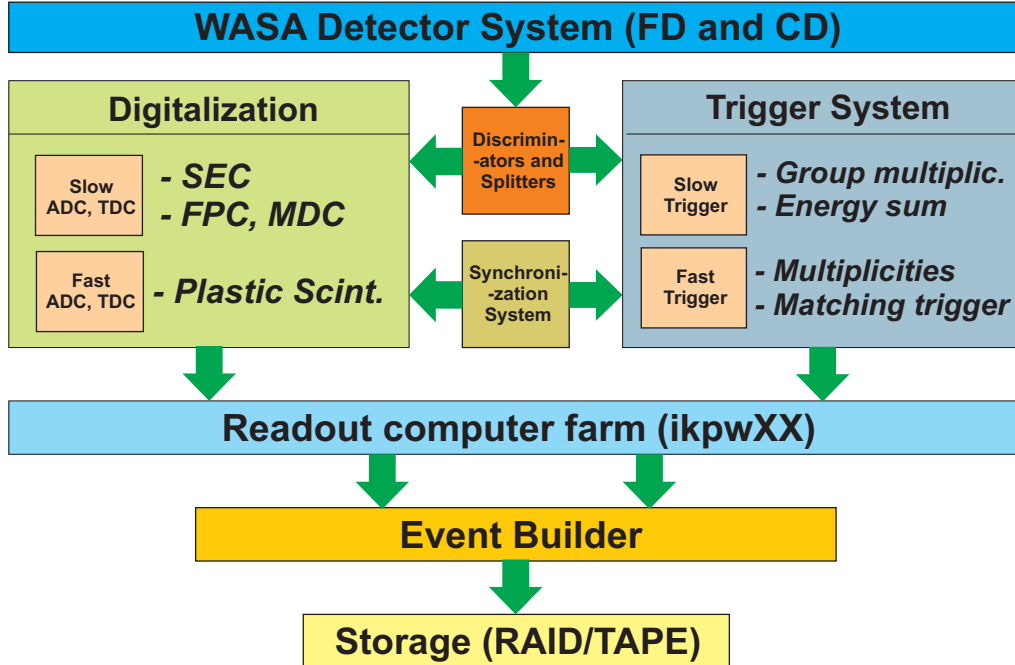 WASA Detector System (FD and CD)
Digitalization
Slow
ADC, TDC
- SEC
- FPC, MDC
Fast
ADC, TDC
- Plastic Scint.
Discrimin-
-ators and
Splitters
Synchroni-
-zation
System
Trigger System
Slow
Trigger
- Group multiplic.
- Energy sum
Fast
Trigger
- Multiplicities
- Matching trigger
Readout computer farm (ikpwXX)
Event Builder
Storage (RAID/TAPE)